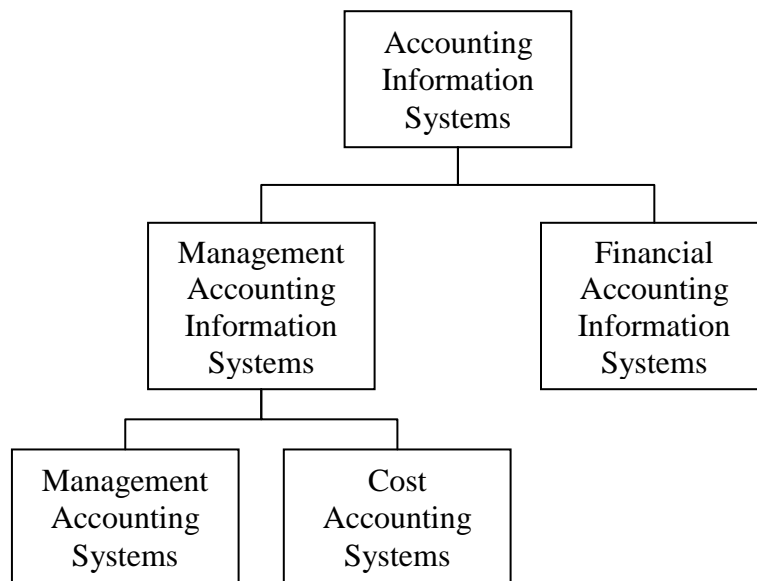 Accounting
Information
Systems
Management
Accounting
Information
Systems
Financial
Accounting
Information
Systems
Management
Accounting
Systems
Cost
Accounting
Systems